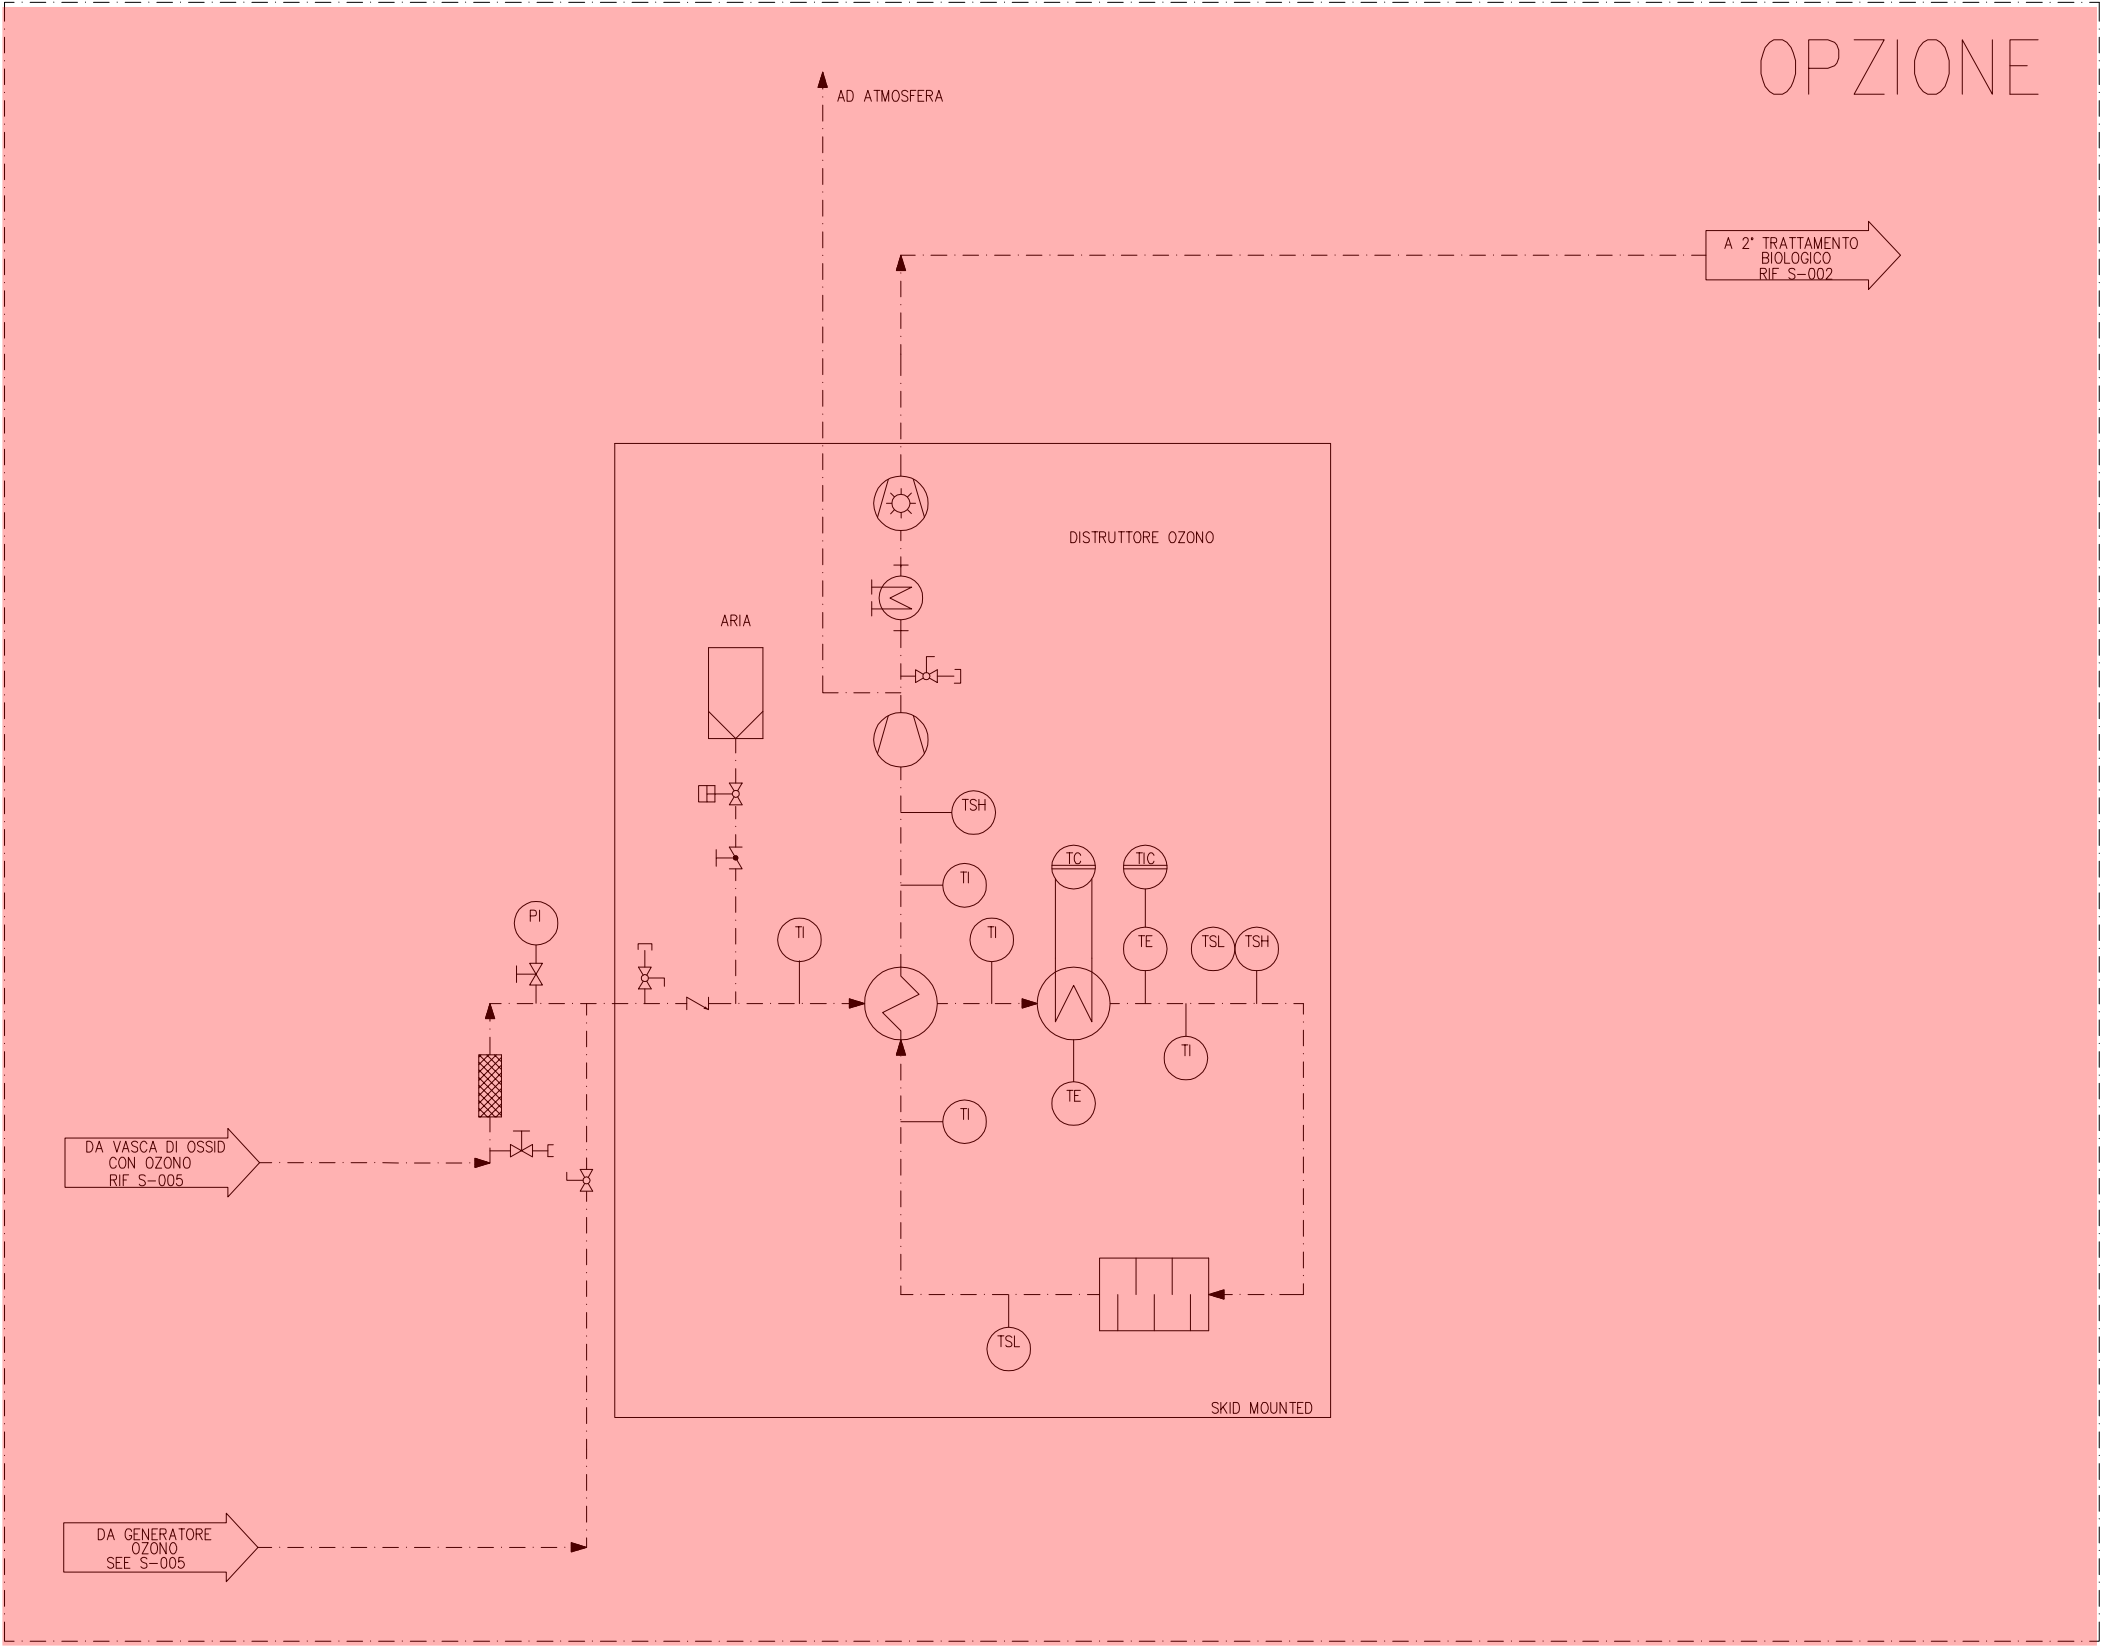 OPZIONE
AD ATMOSFERA
A 2° TRATTAMENTO
BIOLOGICO
RIF S-002
DISTRUTTORE OZONO
ARIA
TSH
TC
TIC
TI
PI
TI
TI
TE
TSL
TSH
TI
TE
TI
DA VASCA DI OSSID
CON OZONO
RIF S-005
TSL
SKID MOUNTED
DA GENERATORE
OZONO
SEE S-005